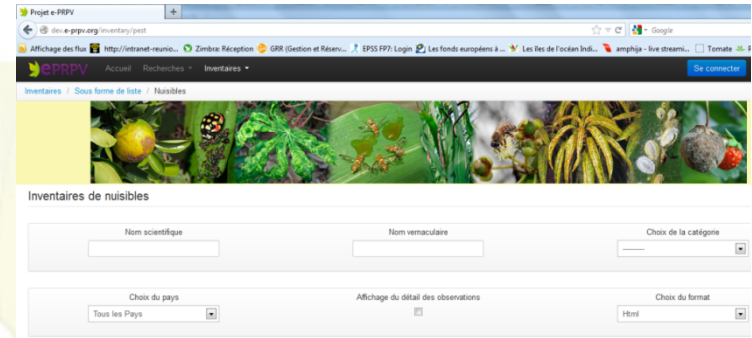 Projet e-PRPV
dev.e-prpv.org/inventary/pest
Google
Affichage des flux http://intranet-reunio... Zimbra: Réception GRR (Gestion et Réserv... EPSS FP7: Login Les fonds européens à ... Les îles de l'océan Indi... amphija - live streami... Tomate
ePRPV Accueil Recherches Inventaires Se connecter
Inventaires / Sous forme de liste / Nuisibles
Inventaires de nuisibles
Nom scientifique Nom vernaculaire Choix de la catégorie
---------
Choix du pays Affichage du détail des observations Choix du format
Tous les Pays Html